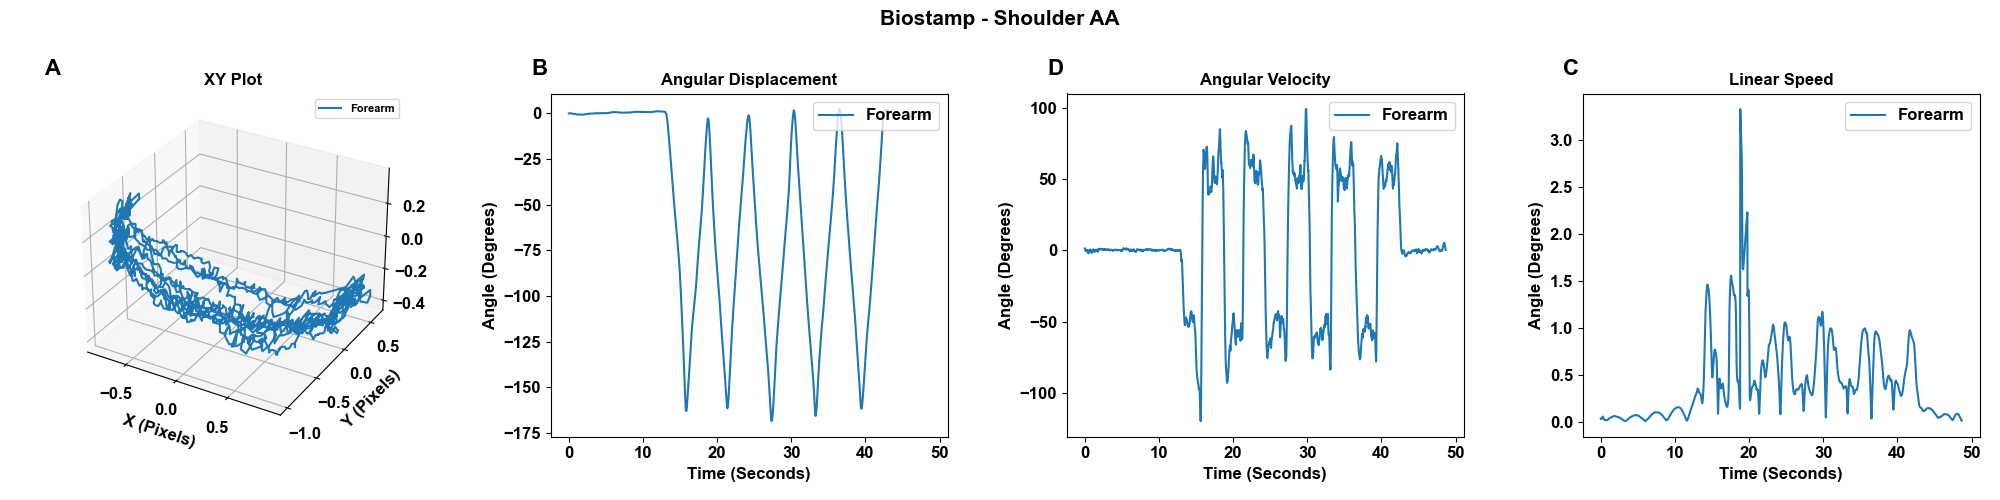 Biostamp - Shoulder AA
A
XY Plot
Forearm
0.2
0.0
−0.2
−0.4
0.5
0.0
−0.5
−1.0
Y (Pixels)
−0.5
0.0
0.5
X (Pixels)
B
Angular Displacement
Forearm
Angle (Degrees)
0
−25
−50
−75
−100
−125
−150
−175
0 10 20 30 40 50
Time (Seconds)
D
Angular Velocity
Forearm
Angle (Degrees)
100
50
0
−50
−100
0 10 20 30 40 50
Time (Seconds)
C
Linear Speed
Forearm
Angle (Degrees)
3.0
2.5
2.0
1.5
1.0
0.5
0.0
0 10 20 30 40 50
Time (Seconds)